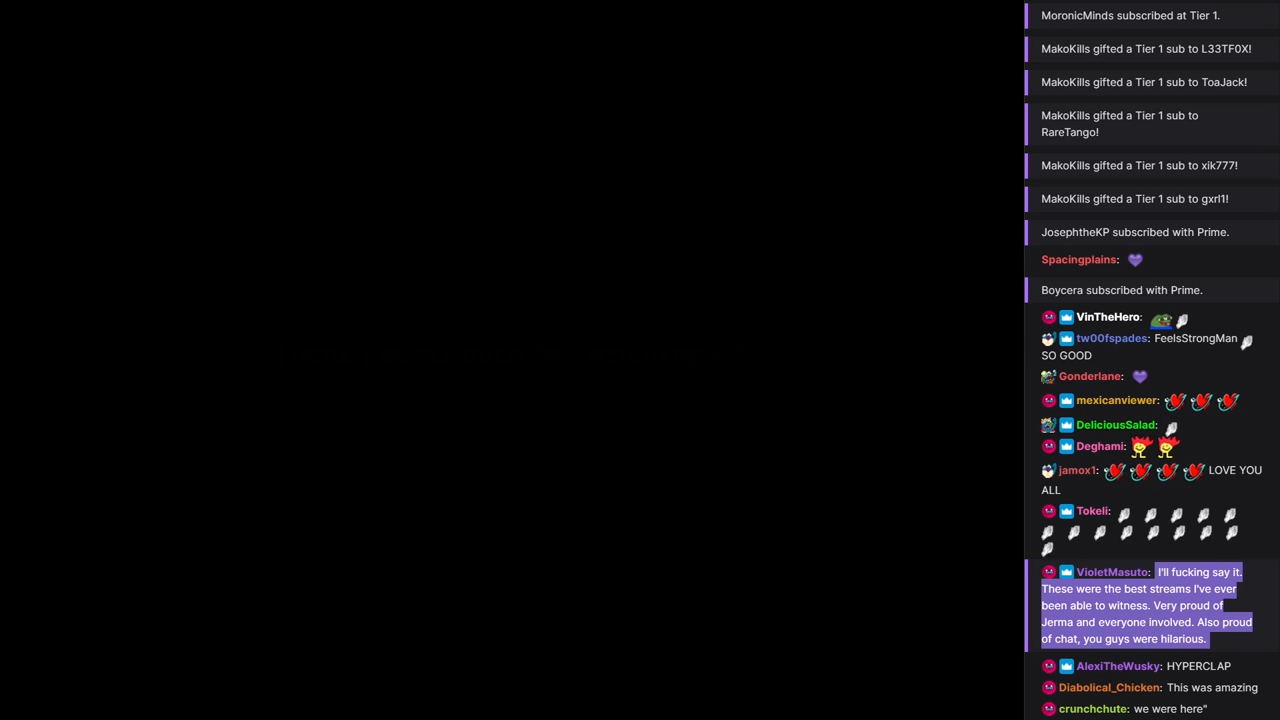 MoronicMinds subscribed at Tier 1.
MakoKills gifted a Tier 1 sub to L33TF0X!
MakoKills gifted a Tier 1 sub to ToaJack!
MakoKills gifted a Tier 1 sub to
RareTango!
MakoKills gifted a Tier 1 sub to xik777!
MakoKills gifted a Tier 1 sub to gxrl1!
JosephtheKP subscribed with Prime.
Spacingplains:
Boycera subscribed with Prime.
VinTheHero:
tw00fspades: FeelsStrongMan
SO GOOD
Gonderlane:
mexicanviewer:
DeliciousSalad:
Deghami:
jamox1: LOVE YOU
ALL
Tokeli:
VioletMasuto: I'll fucking say it.
These were the best streams I've ever
been able to witness. Very proud of
Jerma and everyone involved. Also proud
of chat, you guys were hilarious.
AlexiTheWusky: HYPERCLAP
Diabolical_Chicken: This was amazing
crunchchute: we were here"